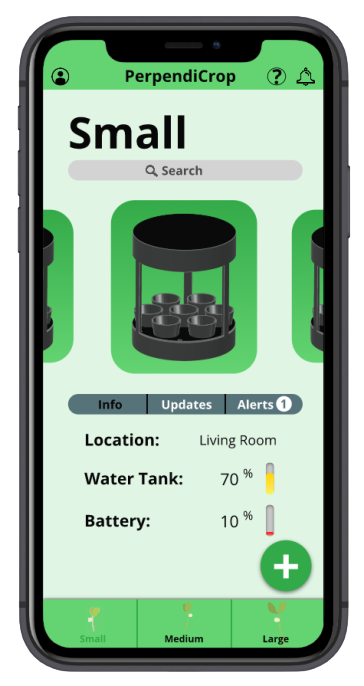 PerpendiCrop ?
Small
Search
Info Updates Alerts 1
Location: Living Room
Water Tank: 70 %
Battery: 10 %
+
Small Medium Large